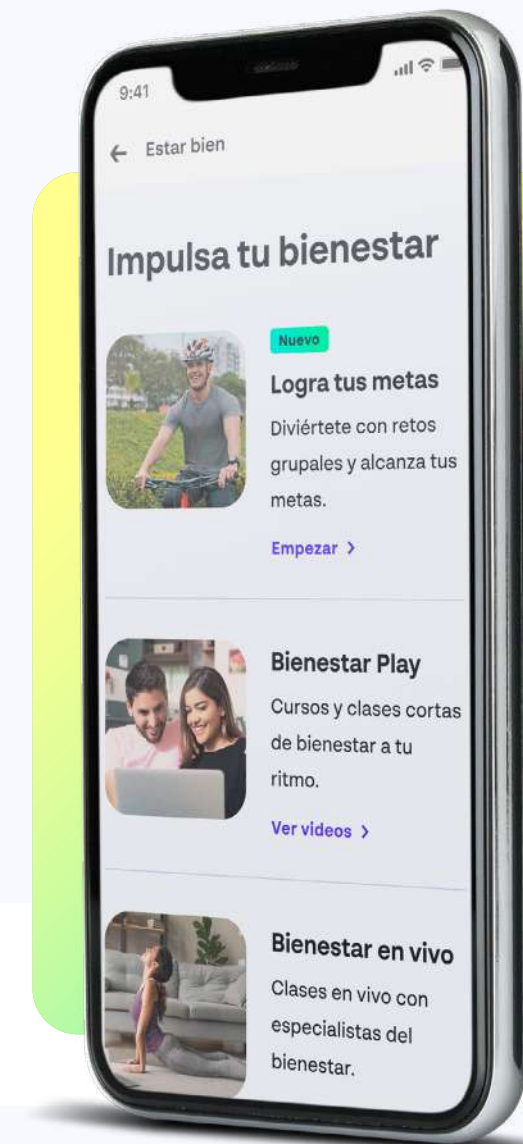 9:41
← Estar bien
Impulsa tu bienestar
Nuevo
Logra tus metas
Diviértete con retos
grupales y alcanza tus
metas.
Empezar >
Bienestar Play
Cursos y clases cortas
de bienestar a tu
ritmo.
Ver videos >
Bienestar en vivo
Clases en vivo con
especialistas del
bienestar.